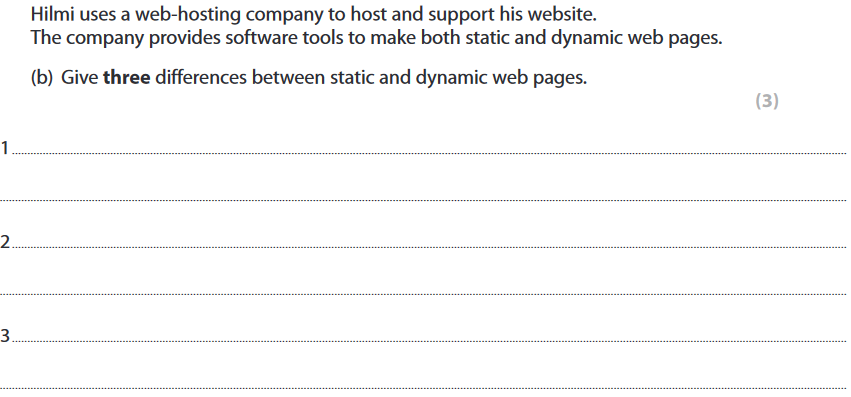 Hilmi uses a web-hosting company to host and support his website.
The company provides software tools to make both static and dynamic web pages.
(b) Give three differences between static and dynamic web pages.
(3)
1
2
3